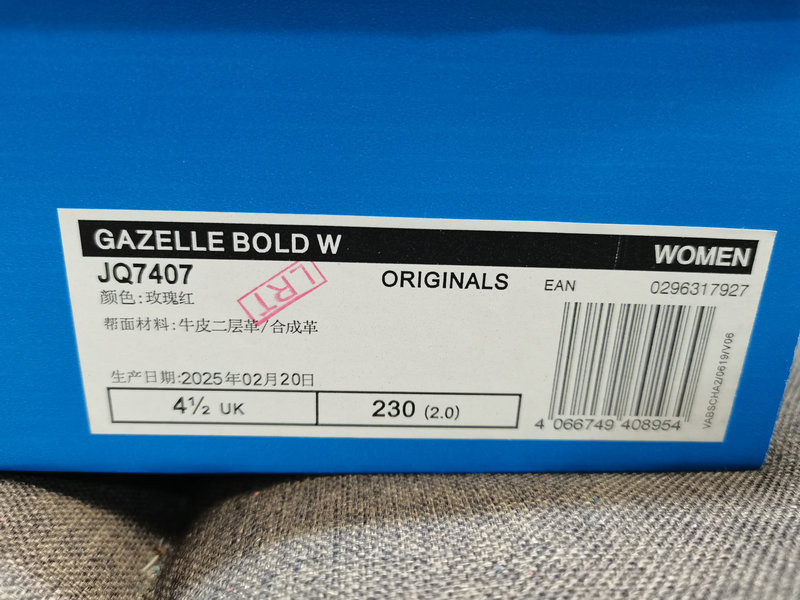 GAZELLE BOLD W WOMEN
JQ7407 ORIGINALS EAN 0296317927
颜色:玫瑰红
LRT
帮面材料:牛皮二层革/合成革
生产日期:2025年02月20日
4½ UK 230 (2.0)
4 066749 408954
VABSCHA2/0619/V06